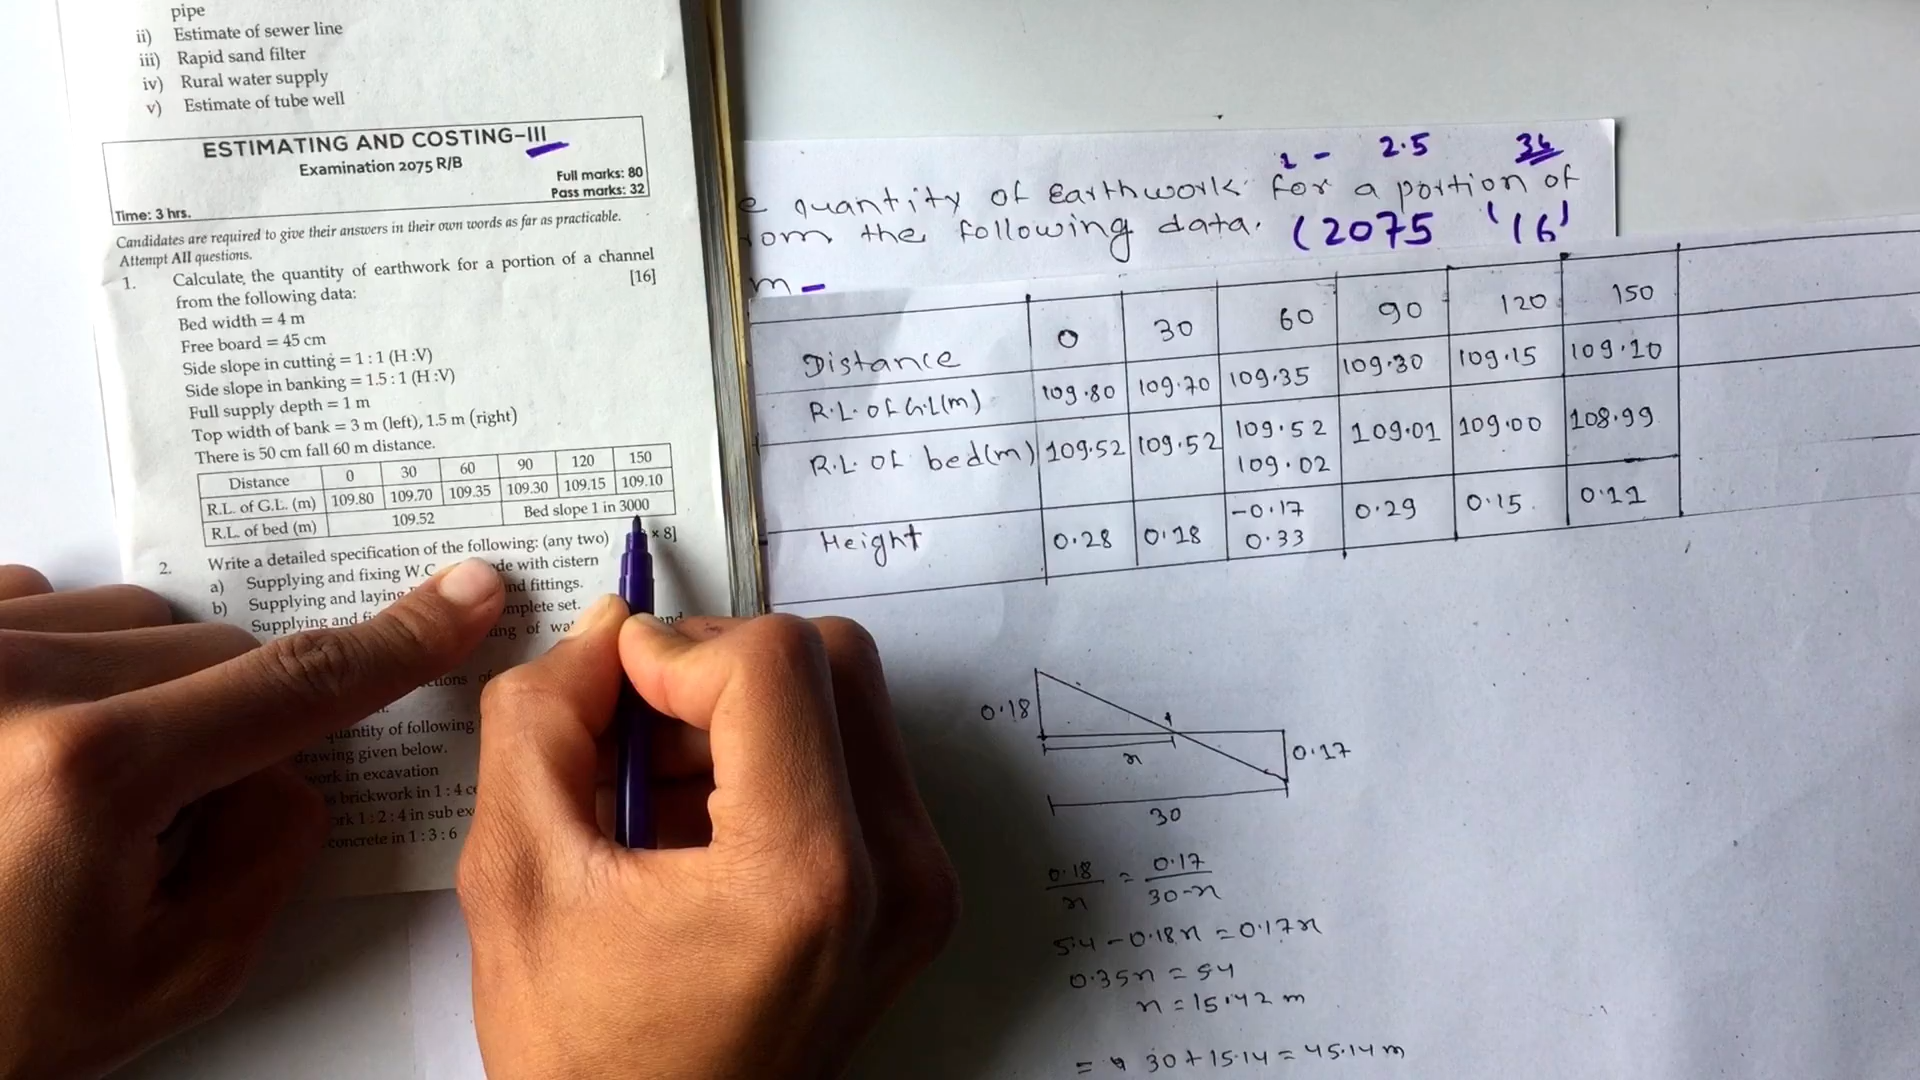 pipe
ii) Estimate of sewer line
iii) Rapid sand filter
iv) Rural water supply
v) Estimate of tube well
ESTIMATING AND COSTING–III
Examination 2075 R/B
Full marks: 80
Pass marks: 32
Time: 3 hrs.
Candidates are required to give their answers in their own words as far as practicable.
Attempt All questions.
1. Calculate, the quantity of earthwork for a portion of a channel
from the following data: [16]
Bed width = 4 m
Free board = 45 cm
Side slope in cutting = 1 : 1 (H :V)
Side slope in banking = 1.5 : 1 (H :V)
Full supply depth = 1 m
Top width of bank = 3 m (left), 1.5 m (right)
There is 50 cm fall 60 m distance.
Distance 0 30 60 90 120 150
R.L. of G.L. (m) 109.80 109.70 109.35 109.30 109.15 109.10
R.L. of bed (m) 109.52 Bed slope 1 in 3000
2. Write a detailed specification of the following: (any two) × 8]
a) Supplying and fixing W.C. de with cistern
b) Supplying and laying nd fittings.
Supplying and mplete set.
ing of and
of
quantity of following
drawing given below.
work in excavation
brickwork in 1 : 4
1 : 2 : 4 in sub
concrete in 1 : 3 : 6
2.5 36
quantity of Earthwork for a portion of
the following data. (2075 '16)
m –
Distance 0 30 60 90 120 150
R.L. of G.L(m) 109.80 109.70 109.35 109.30 109.15 109.10
R.L. of bed(m) 109.52 109.52 109.52 109.01 109.00 108.99
109.02
Height 0.28 0.18 -0.17 0.29 0.15 0.11
0.33
0.18
x
0.17
30
0.18/x = 0.17/30-x
5.4 - 0.18x = 0.17x
0.35x = 54
x = 15.42 m
= 30 + 15.14 = 45.14 m